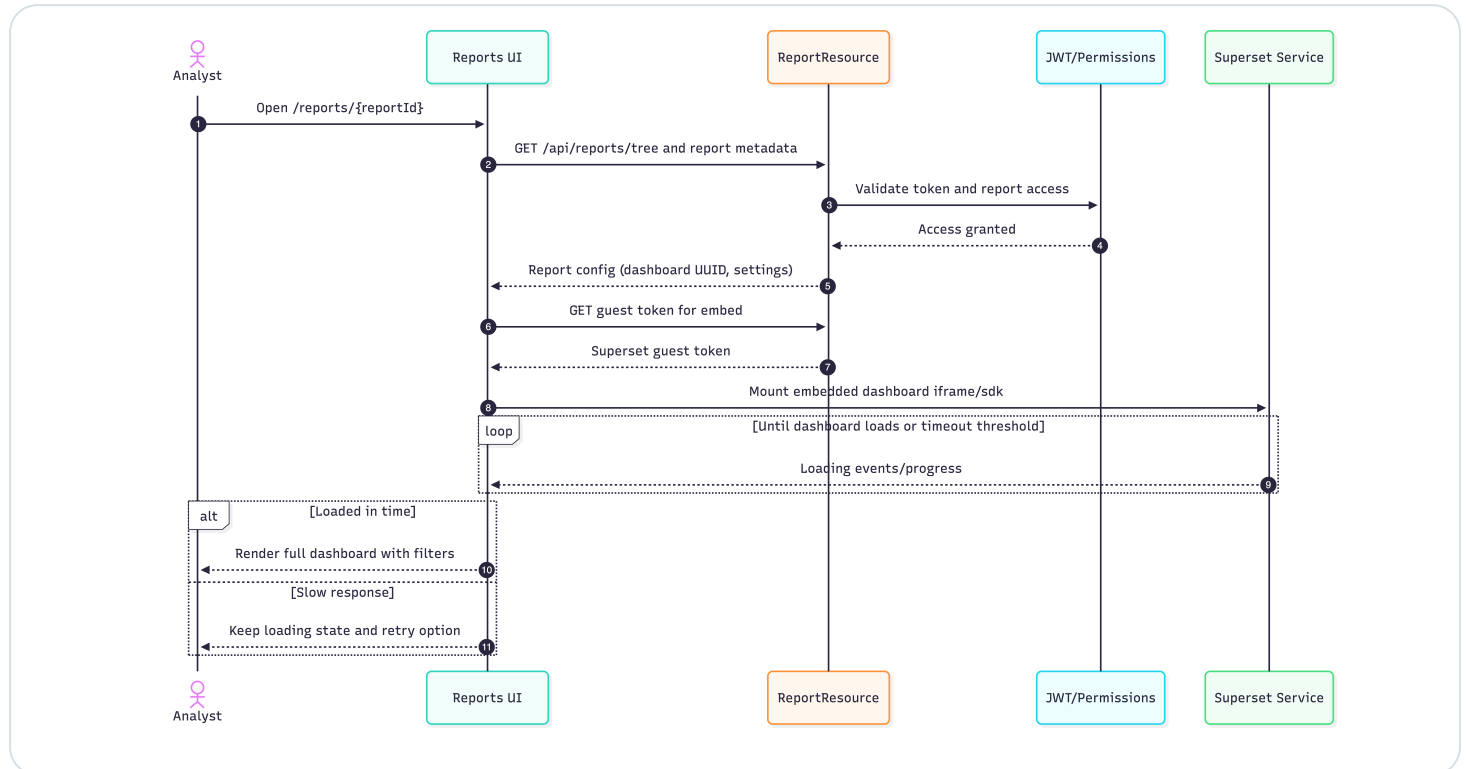 Analyst
Reports UI
ReportResource
JWT/Permissions
Superset Service
Open /reports/{reportId}
1
GET /api/reports/tree and report metadata
2
Validate token and report access
3
Access granted
4
Report config (dashboard UUID, settings)
5
GET guest token for embed
6
Superset guest token
7
Mount embedded dashboard iframe/sdk
8
loop
[Until dashboard loads or timeout threshold]
Loading events/progress
9
alt
[Loaded in time]
Render full dashboard with filters
10
[Slow response]
Keep loading state and retry option
11
Analyst
Reports UI
ReportResource
JWT/Permissions
Superset Service